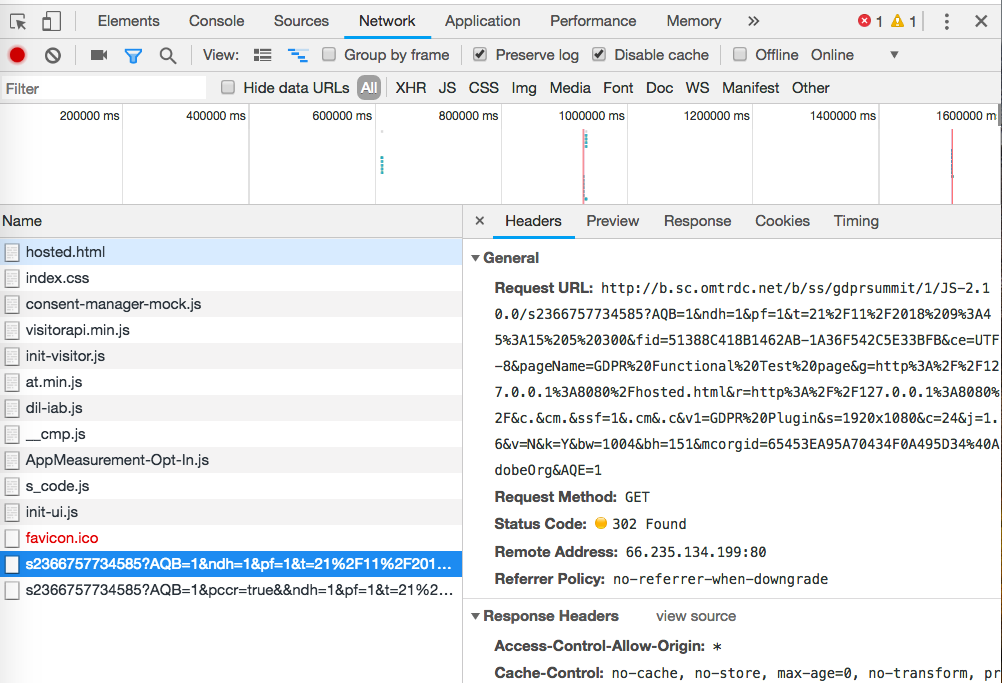 Elements Console Sources Network Application Performance Memory » 1 1
View: Group by frame Preserve log Disable cache Offline Online
Filter Hide data URLs All XHR JS CSS Img Media Font Doc WS Manifest Other
200000 ms 400000 ms 600000 ms 800000 ms 1000000 ms 1200000 ms 1400000 ms 1600000 m
Name
hosted.html
index.css
consent-manager-mock.js
visitorapi.min.js
init-visitor.js
at.min.js
dil-iab.js
__cmp.js
AppMeasurement-Opt-In.js
s_code.js
init-ui.js
favicon.ico
s2366757734585?AQB=1&ndh=1&pf=1&t=21%2F11%2F201...
s2366757734585?AQB=1&pccr=true&&ndh=1&pf=1&t=21%2...
× Headers Preview Response Cookies Timing
General
Request URL: http://b.sc.omtrdc.net/b/ss/gdprsummit/1/JS-2.1
0.0/s2366757734585?AQB=1&ndh=1&pf=1&t=21%2F11%2F2018%209%3A4
5%3A15%205%20300&fid=51388C418B1462AB-1A36F542C5E33BFB&ce=UTF
-8&pageName=GDPR%20Functional%20Test%20page&g=http%3A%2F%2F12
7.0.0.1%3A8080%2Fhosted.html&r=http%3A%2F%2F127.0.0.1%3A8080%
2F&c.&cm.&ssf=1&.cm&.c&v1=GDPR%20Plugin&s=1920x1080&c=24&j=1.
6&v=N&k=Y&bw=1004&bh=151&mcorgid=65453EA95A70434F0A495D34%40A
dobeOrg&AQE=1
Request Method: GET
Status Code: 302 Found
Remote Address: 66.235.134.199:80
Referrer Policy: no-referrer-when-downgrade
Response Headers view source
Access-Control-Allow-Origin: *
Cache-Control: no-cache, no-store, max-age=0, no-transform, pr